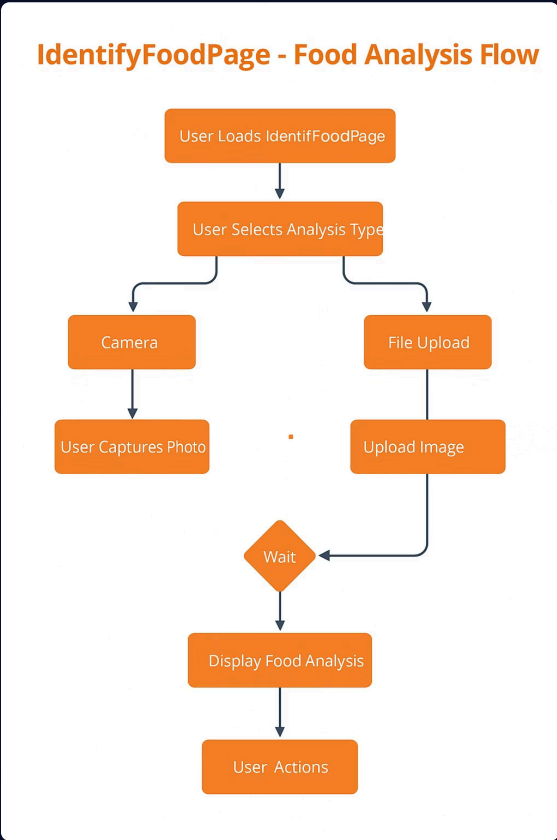 IdentifyFoodPage - Food Analysis Flow
User Loads IdentifFoodPage
User Selects Analysis Type
Camera
File Upload
User Captures Photo
Upload Image
Wait
Display Food Analysis
User Actions